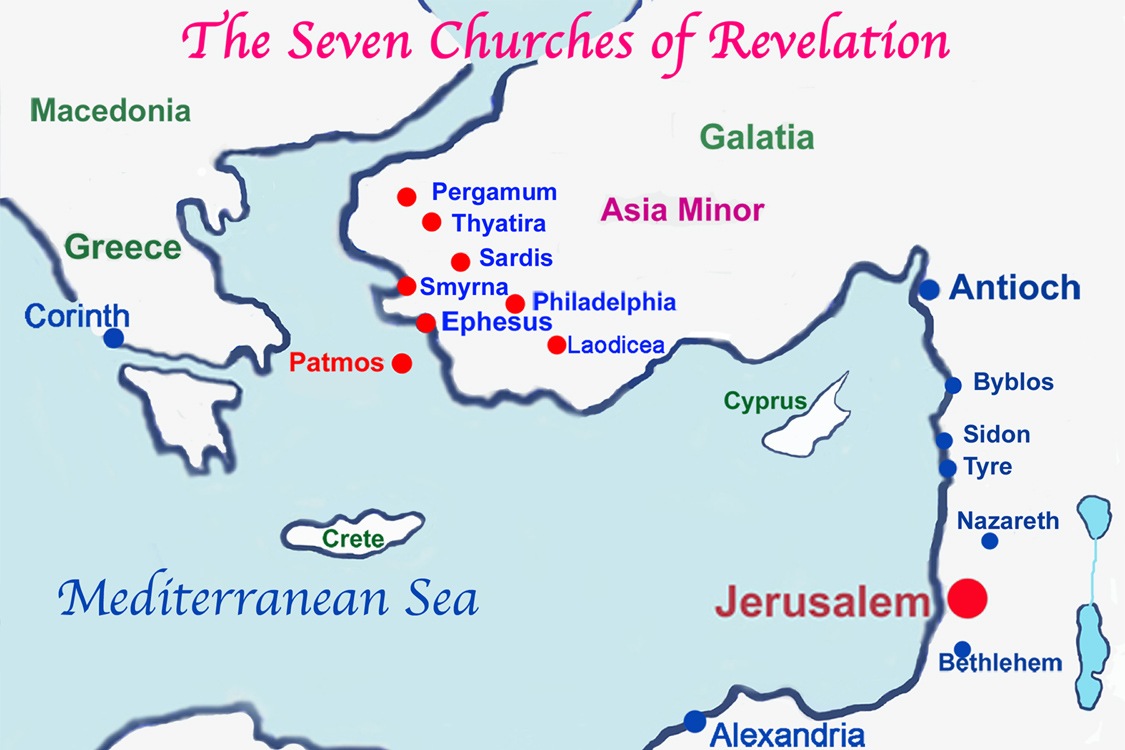 The Seven Churches of Revelation
Macedonia
Galatia
Pergamum
Asia Minor
Thyatira
Greece
Sardis
Smyrna
Antioch
Philadelphia
Corinth
Ephesus
Laodicea
Patmos
Byblos
Cyprus
Sidon
Tyre
Nazareth
Crete
Mediterranean Sea
Jerusalem
Bethlehem
Alexandria